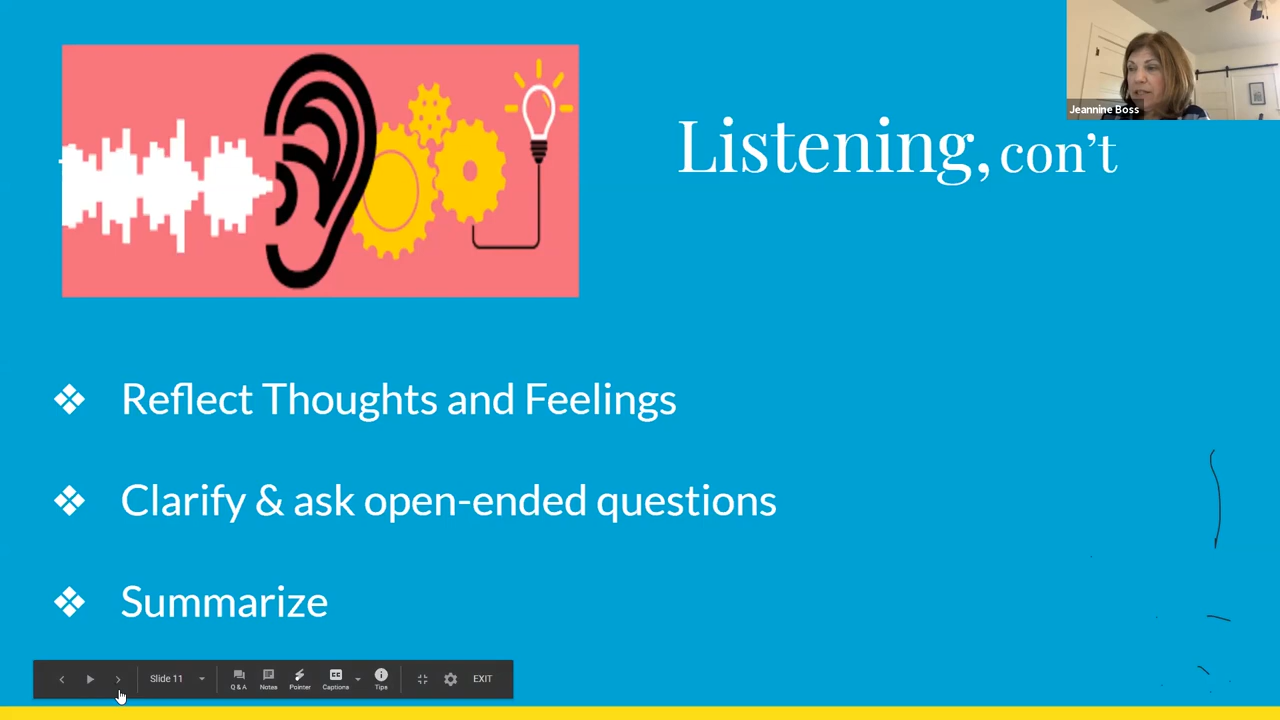 Jeannine Boss
Listening, con't
❖ Reflect Thoughts and Feelings
❖ Clarify & ask open-ended questions
❖ Summarize
Slide 11
Q & A
Notes
Pointer
CC
Captions
Tips
EXIT